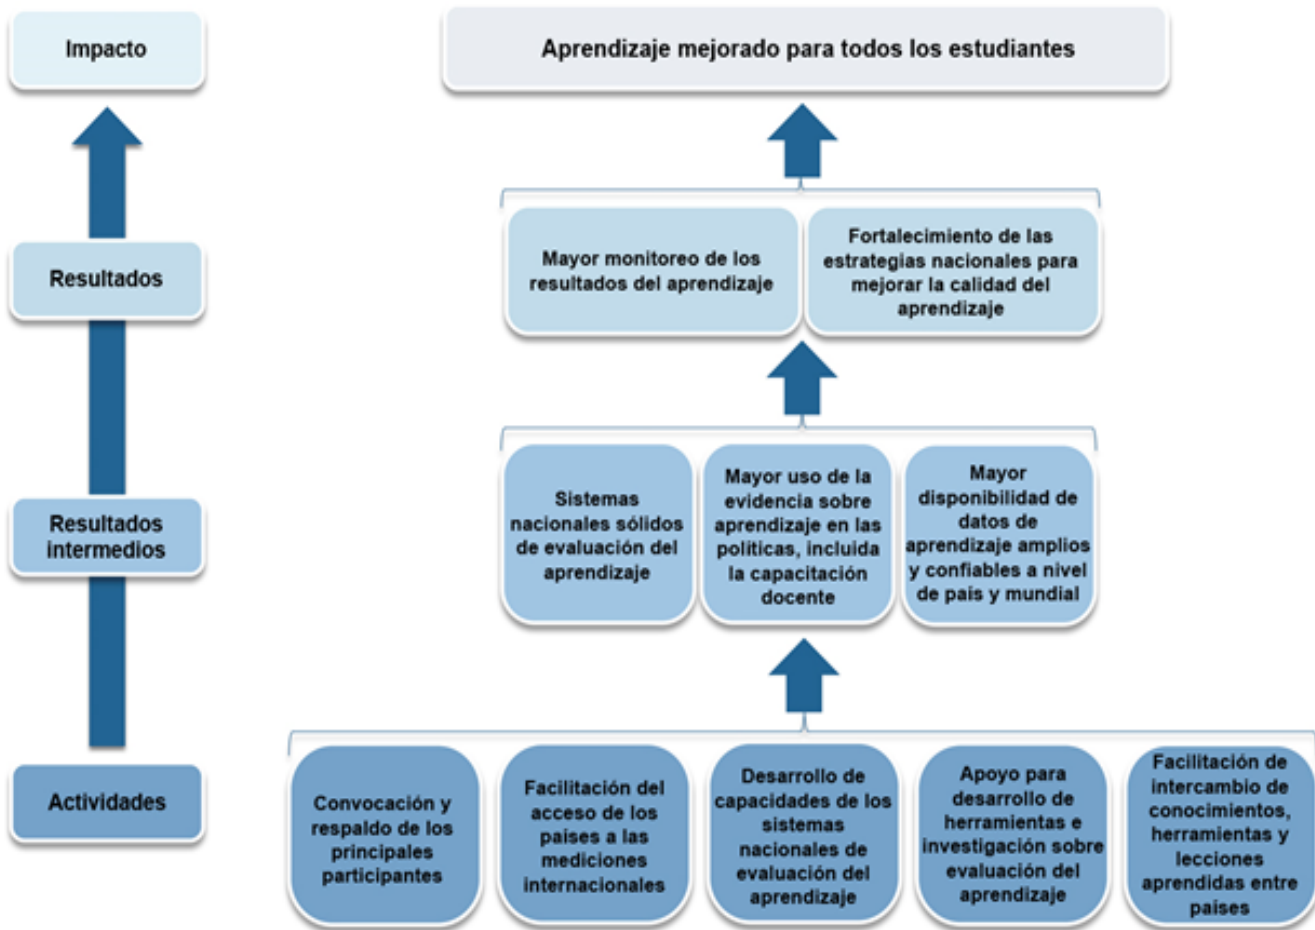 Impacto
Aprendizaje mejorado para todos los estudiantes
Resultados
Mayor monitoreo de los
resultados del aprendizaje
Fortalecimiento de las
estrategias nacionales para
mejorar la calidad del
aprendizaje
Resultados
intermedios
Sistemas
nacionales sólidos
de evaluación del
aprendizaje
Mayor uso de la
evidencia sobre
aprendizaje en las
políticas, incluida
la capacitación
docente
Mayor
disponibilidad de
datos de
aprendizaje amplios
y confiables a nivel
de país y mundial
Actividades
Convocación y
respaldo de los
principales
participantes
Facilitación del
acceso de los
países a las
mediciones
internacionales
Desarrollo de
capacidades de los
sistemas
nacionales de
evaluación del
aprendizaje
Apoyo para
desarrollo de
herramientas e
investigación sobre
evaluación del
aprendizaje
Facilitación de
intercambio de
conocimientos,
herramientas y
lecciones
aprendidas entre
países